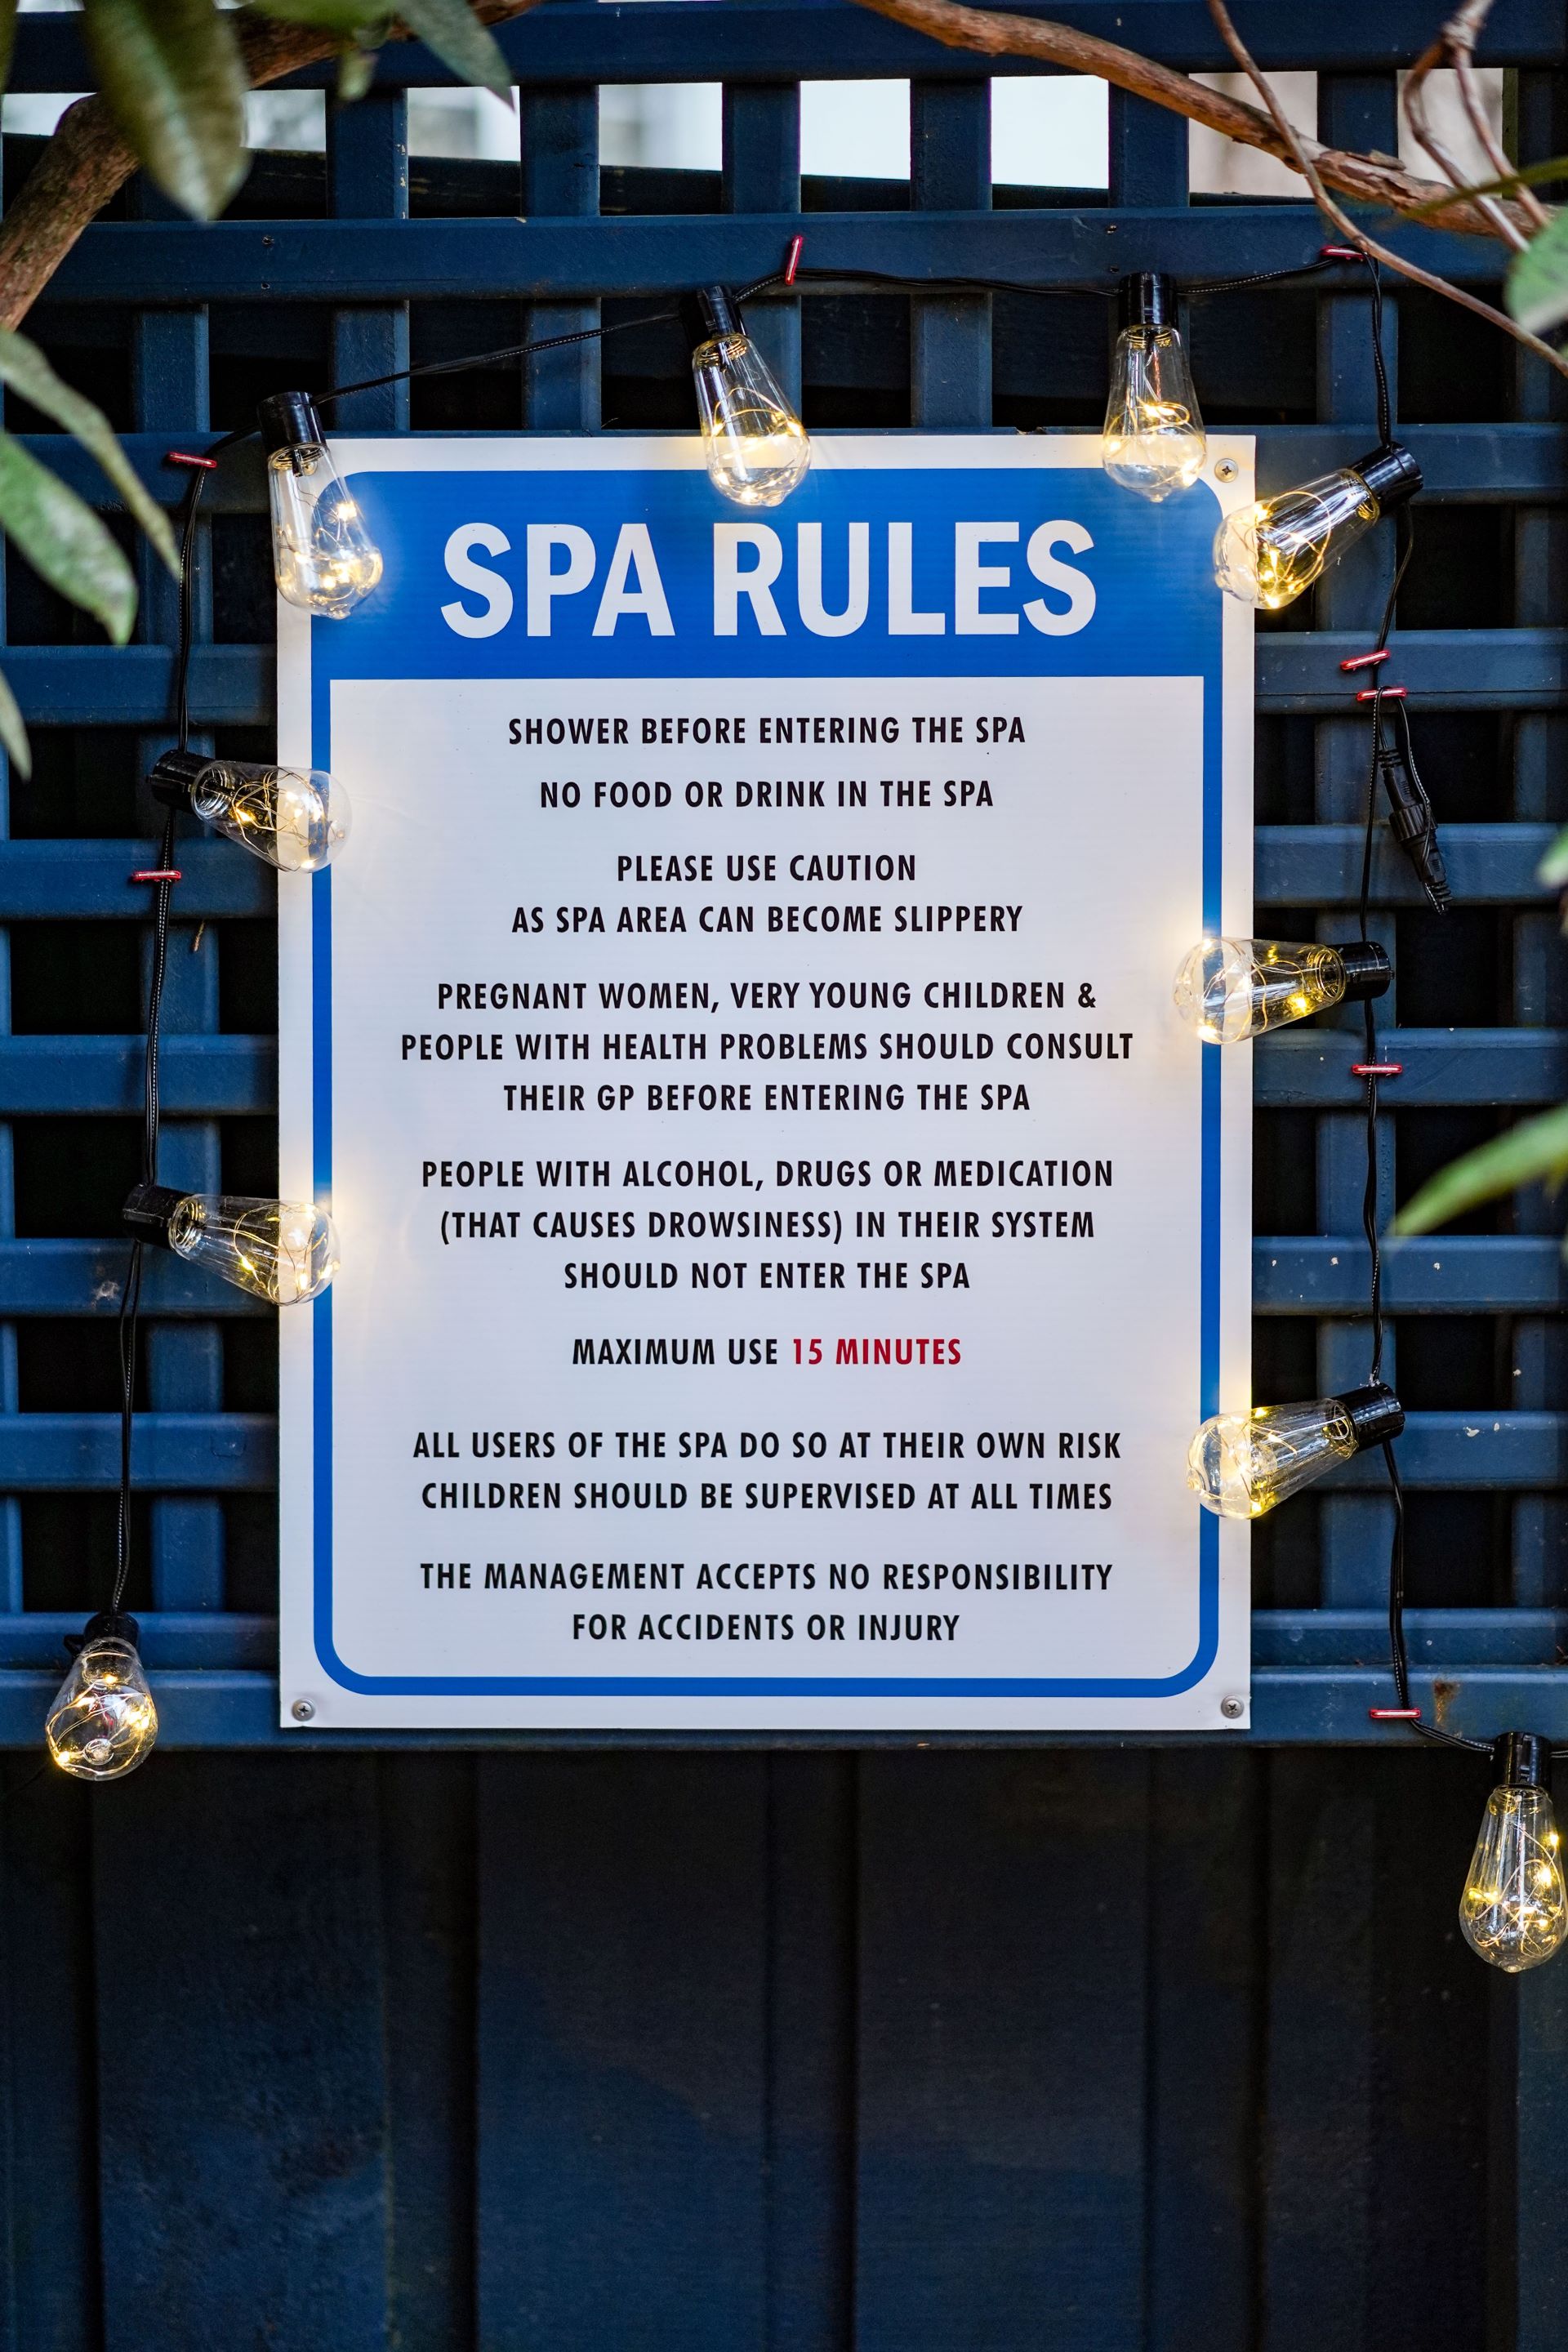 SPA RULES
SHOWER BEFORE ENTERING THE SPA
NO FOOD OR DRINK IN THE SPA
PLEASE USE CAUTION
AS SPA AREA CAN BECOME SLIPPERY
PREGNANT WOMEN, VERY YOUNG CHILDREN &
PEOPLE WITH HEALTH PROBLEMS SHOULD CONSULT
THEIR GP BEFORE ENTERING THE SPA
PEOPLE WITH ALCOHOL, DRUGS OR MEDICATION
(THAT CAUSES DROWSINESS) IN THEIR SYSTEM
SHOULD NOT ENTER THE SPA
MAXIMUM USE 15 MINUTES
ALL USERS OF THE SPA DO SO AT THEIR OWN RISK
CHILDREN SHOULD BE SUPERVISED AT ALL TIMES
THE MANAGEMENT ACCEPTS NO RESPONSIBILITY
FOR ACCIDENTS OR INJURY